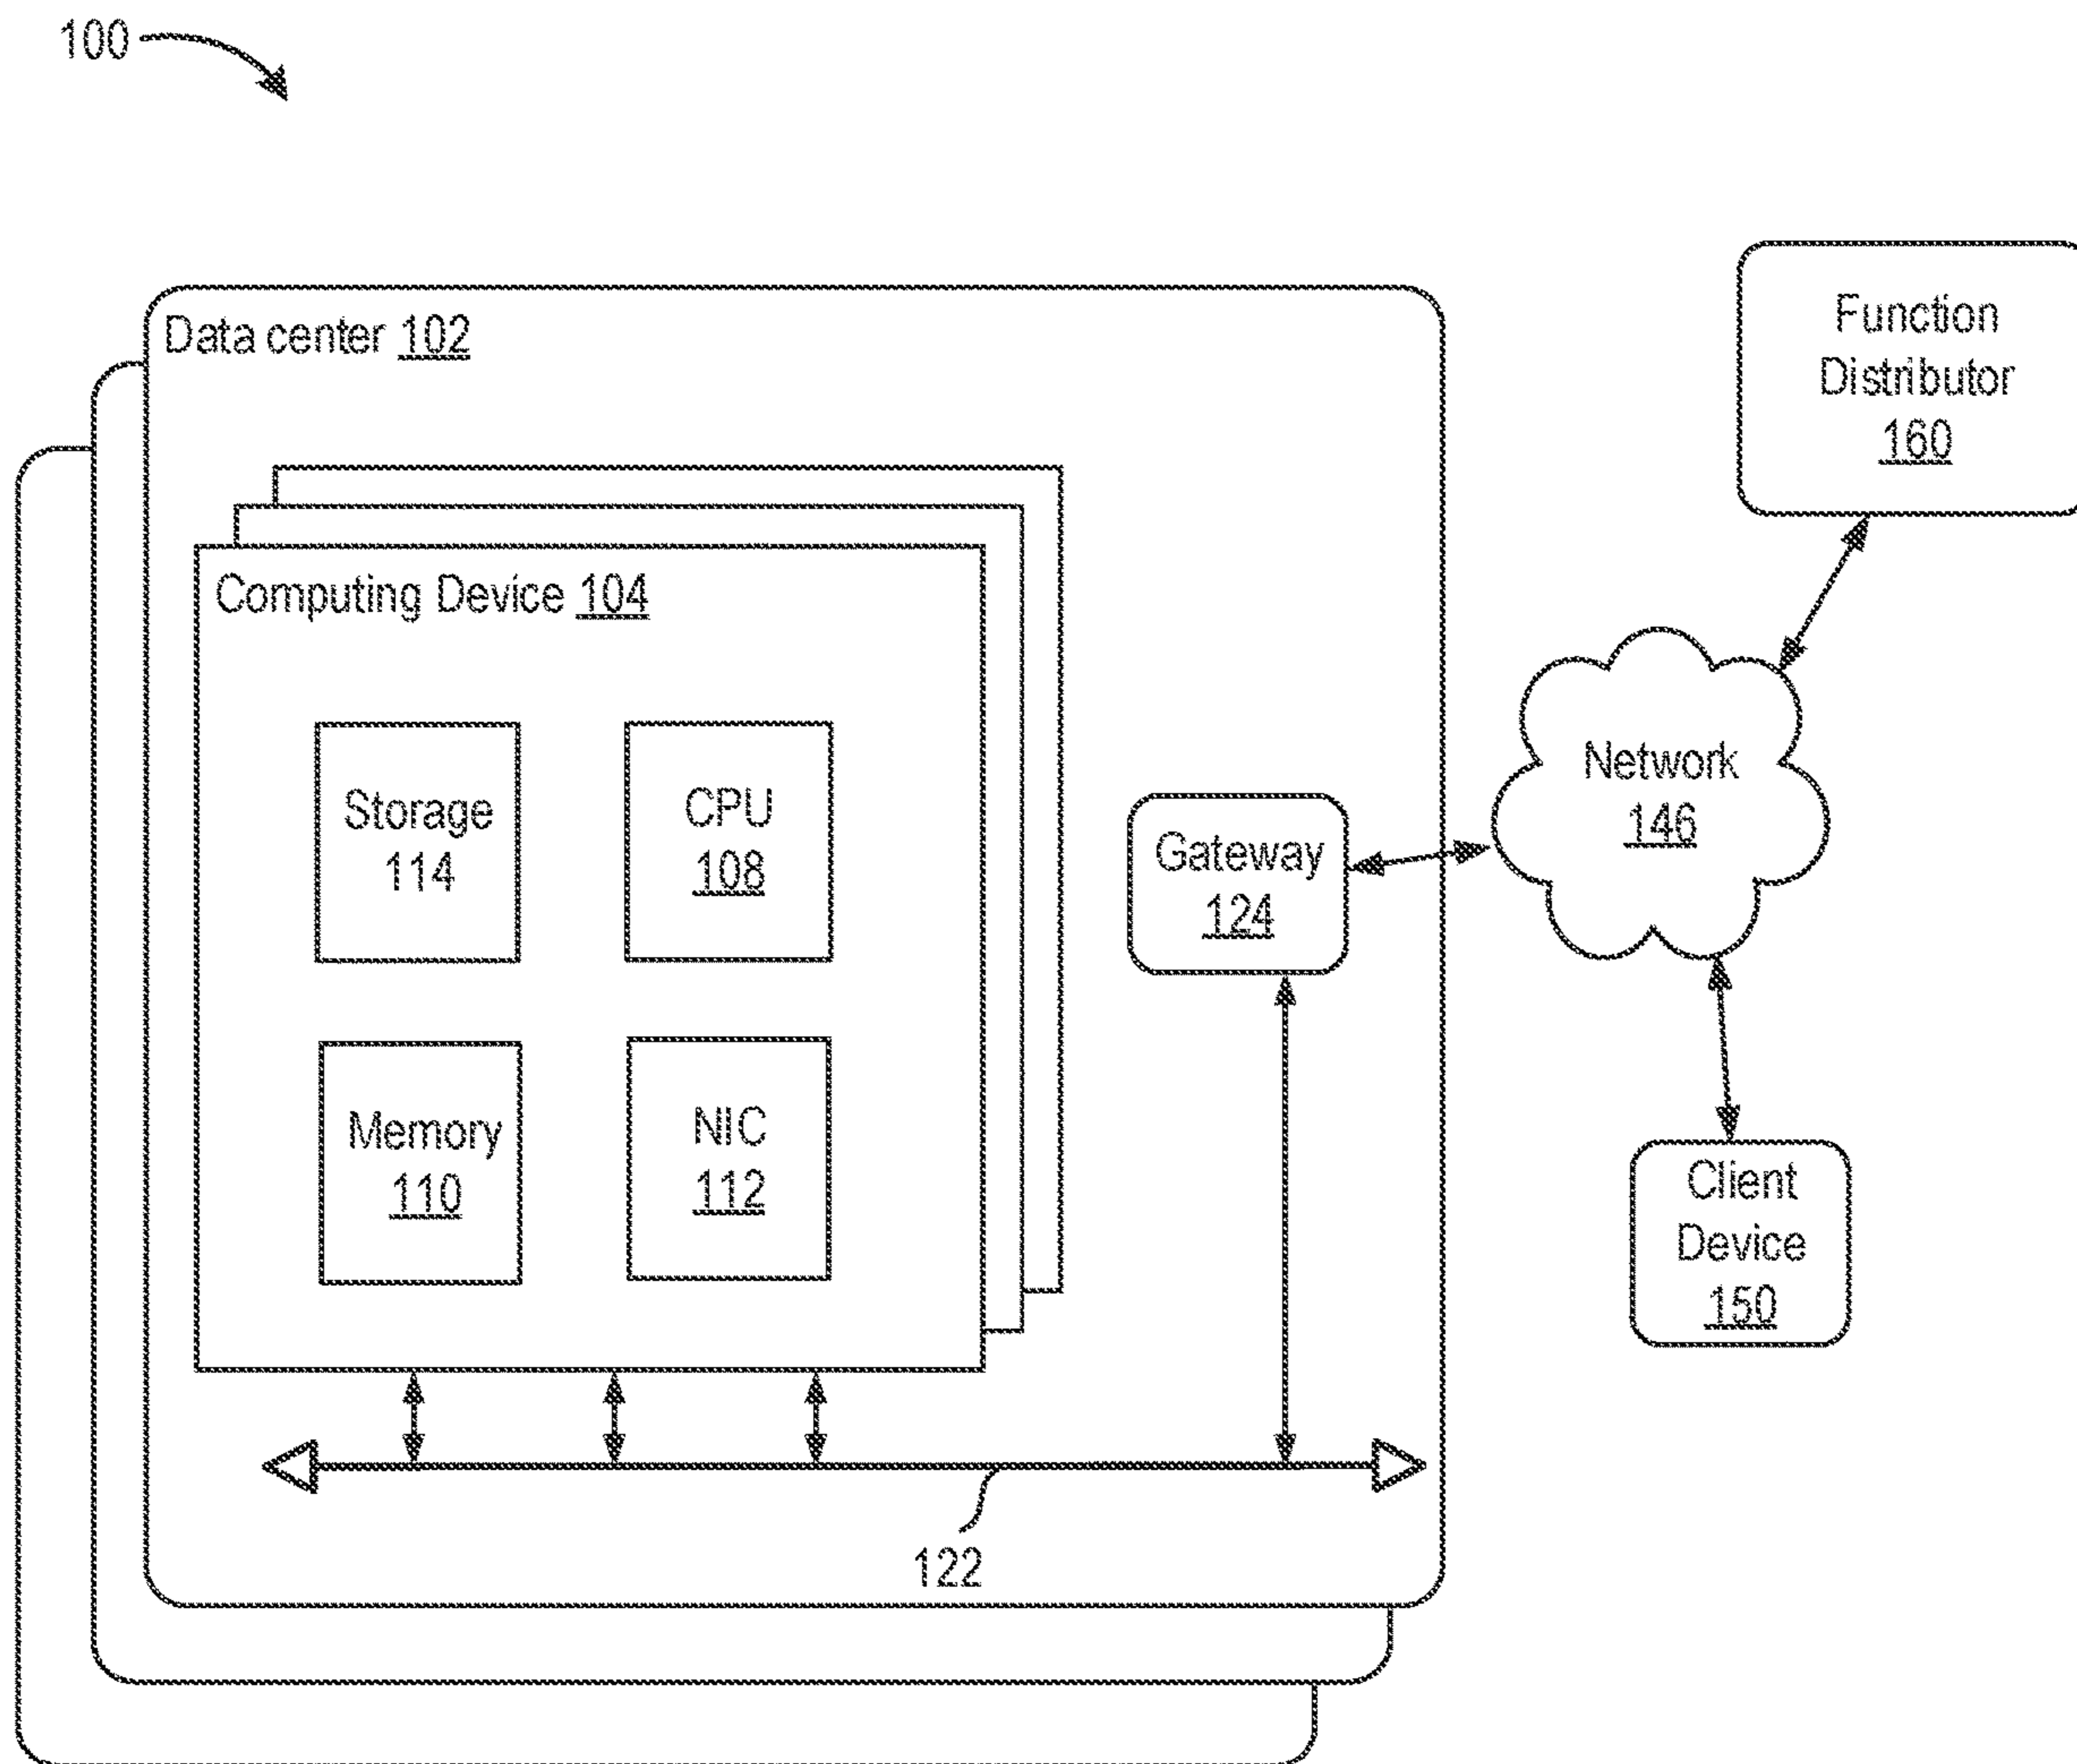 100
Data center 102
Function
Distributor
160
Computing Device 104
Storage
114
CPU
108
Gateway
124
Network
146
Memory
110
NIC
112
Client
Device
150
122